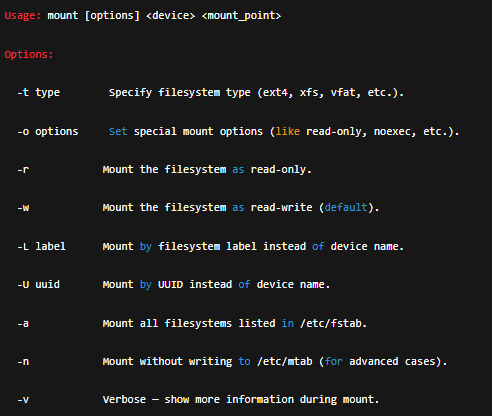 Usage: mount [options] <device> <mount_point>
Options:
-t type Specify filesystem type (ext4, xfs, vfat, etc.).
-o options Set special mount options (like read-only, noexec, etc.).
-r Mount the filesystem as read-only.
-w Mount the filesystem as read-write (default).
-L label Mount by filesystem label instead of device name.
-U uuid Mount by UUID instead of device name.
-a Mount all filesystems listed in /etc/fstab.
-n Mount without writing to /etc/mtab (for advanced cases).
-v Verbose — show more information during mount.